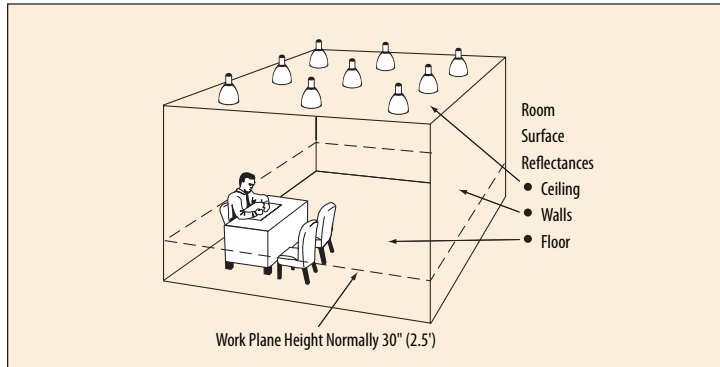 Room
Surface
Reflectances
● Ceiling
● Walls
● Floor
Work Plane Height Normally 30" (2.5')